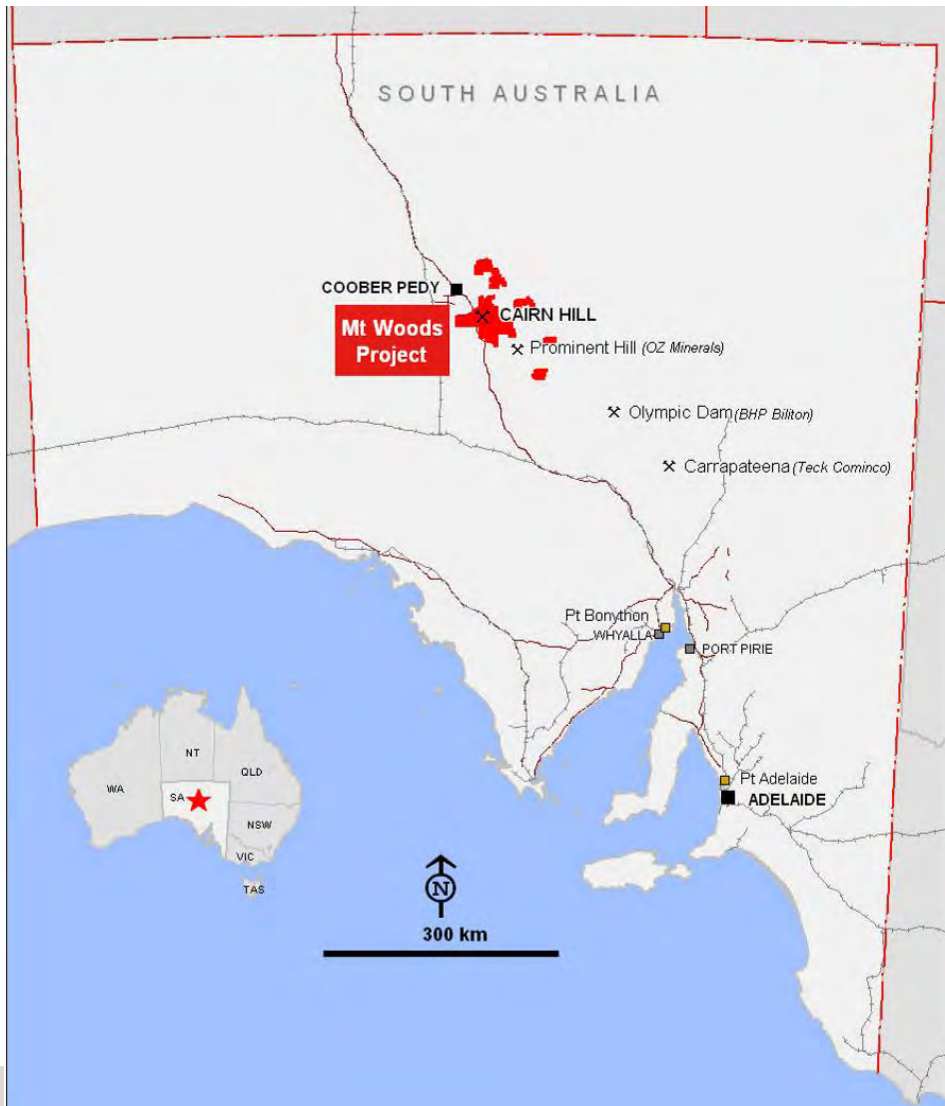 SOUTH AUSTRALIA
COOBER PEDY
Mt Woods
Project
CAIRN HILL
Prominent Hill (OZ Minerals)
Olympic Dam (BHP Billiton)
Carrapateena (Teck Cominco)
Pt Bonython
WHYALLA
PORT PIRIE
Pt Adelaide
ADELAIDE
WA
NT
SA
QLD
NSW
VIC
TAS
N
300 km